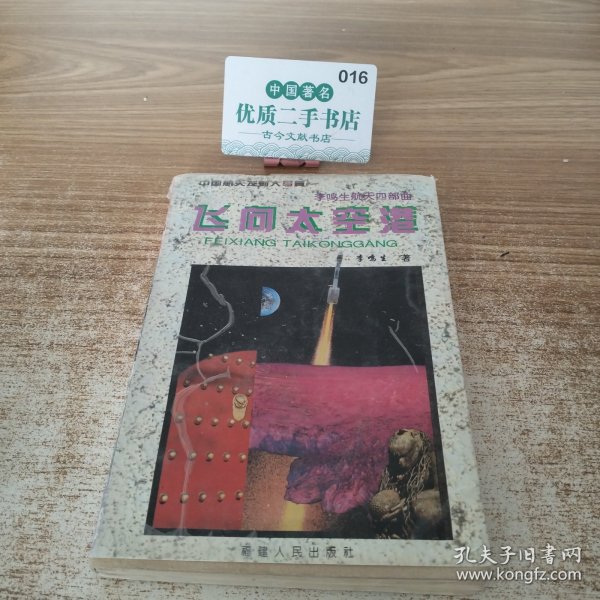 016
中国著名
优质二手书店
古今文献书店
中国航天发射大写真
李鸣生航天四部曲
飞向太空港
FEIXIANG TAIKONGGANG
李鸣生 著
福建人民出版社
孔夫子旧书网
www.kongfz.com